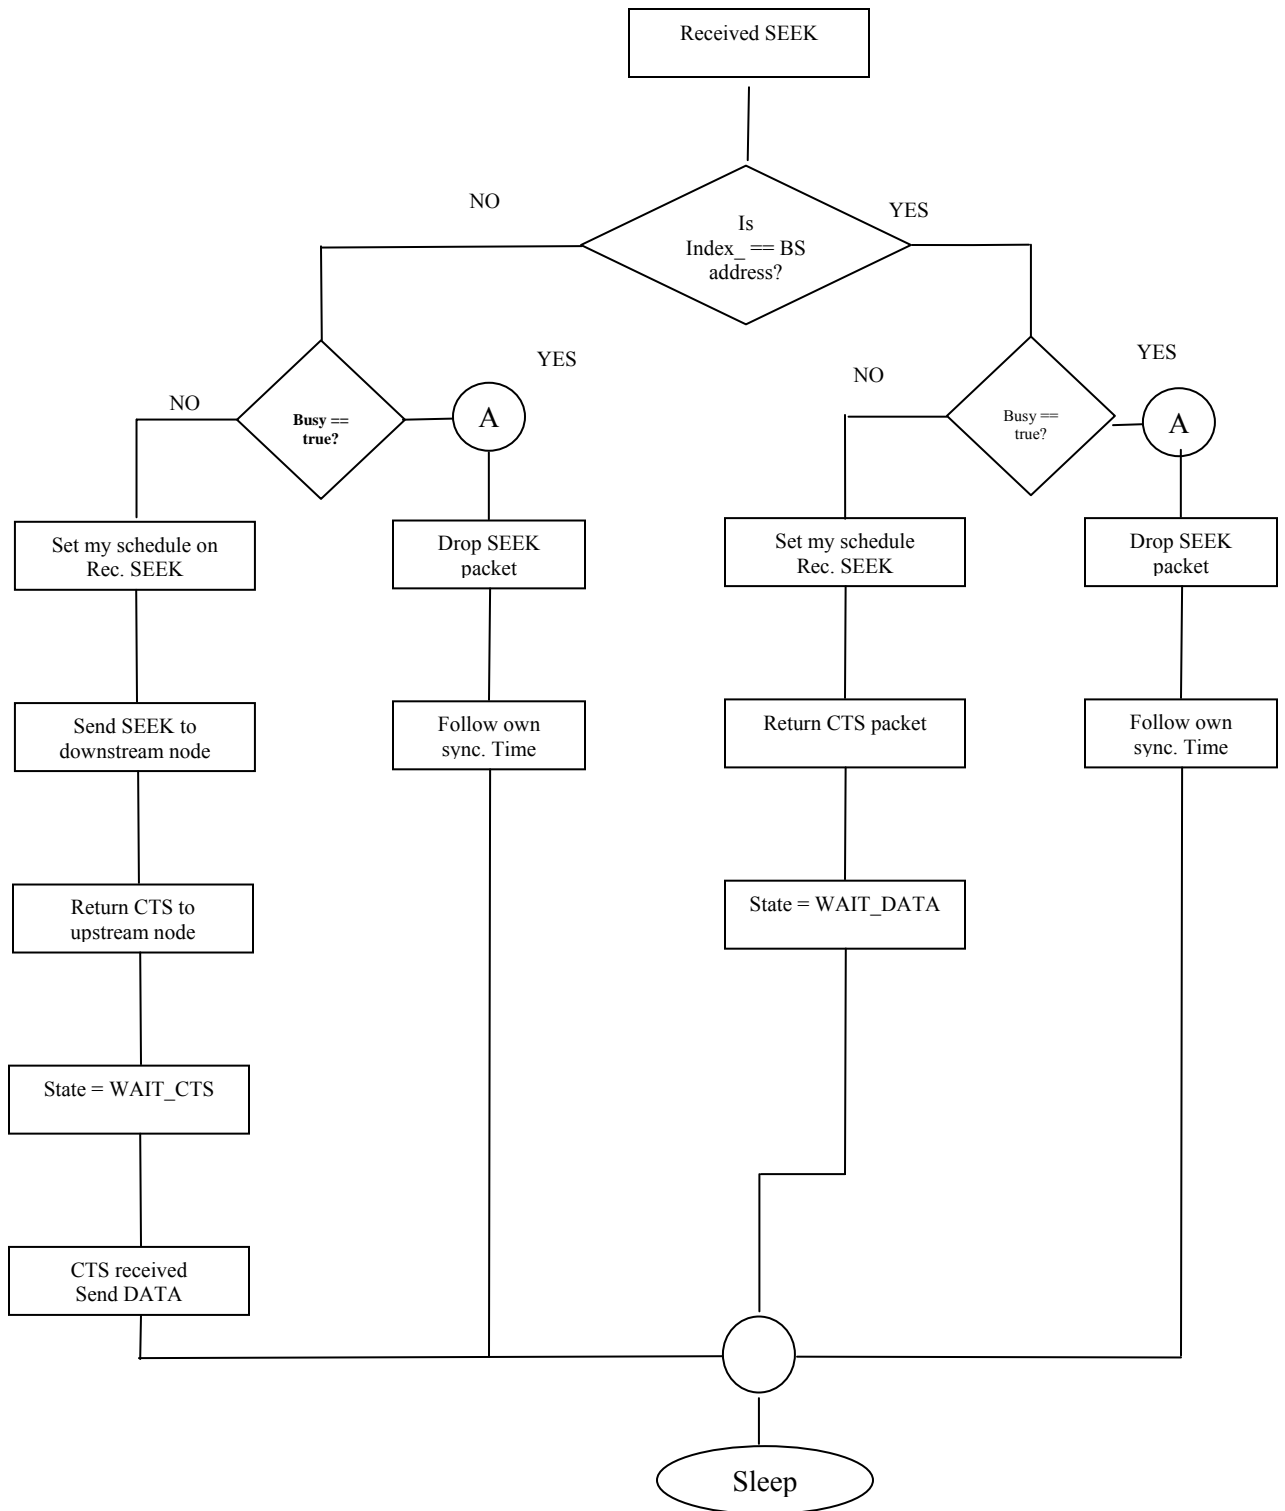 Received SEEK
NO
YES
Is
Index_ == BS
address?
YES
YES
NO
NO
Busy ==
true?
A
Busy ==
true?
A
Set my schedule on
Rec. SEEK
Drop SEEK
packet
Set my schedule
Rec. SEEK
Drop SEEK
packet
Send SEEK to
downstream node
Follow own
sync. Time
Return CTS packet
Follow own
sync. Time
Return CTS to
upstream node
State = WAIT_DATA
State = WAIT_CTS
CTS received
Send DATA
Sleep